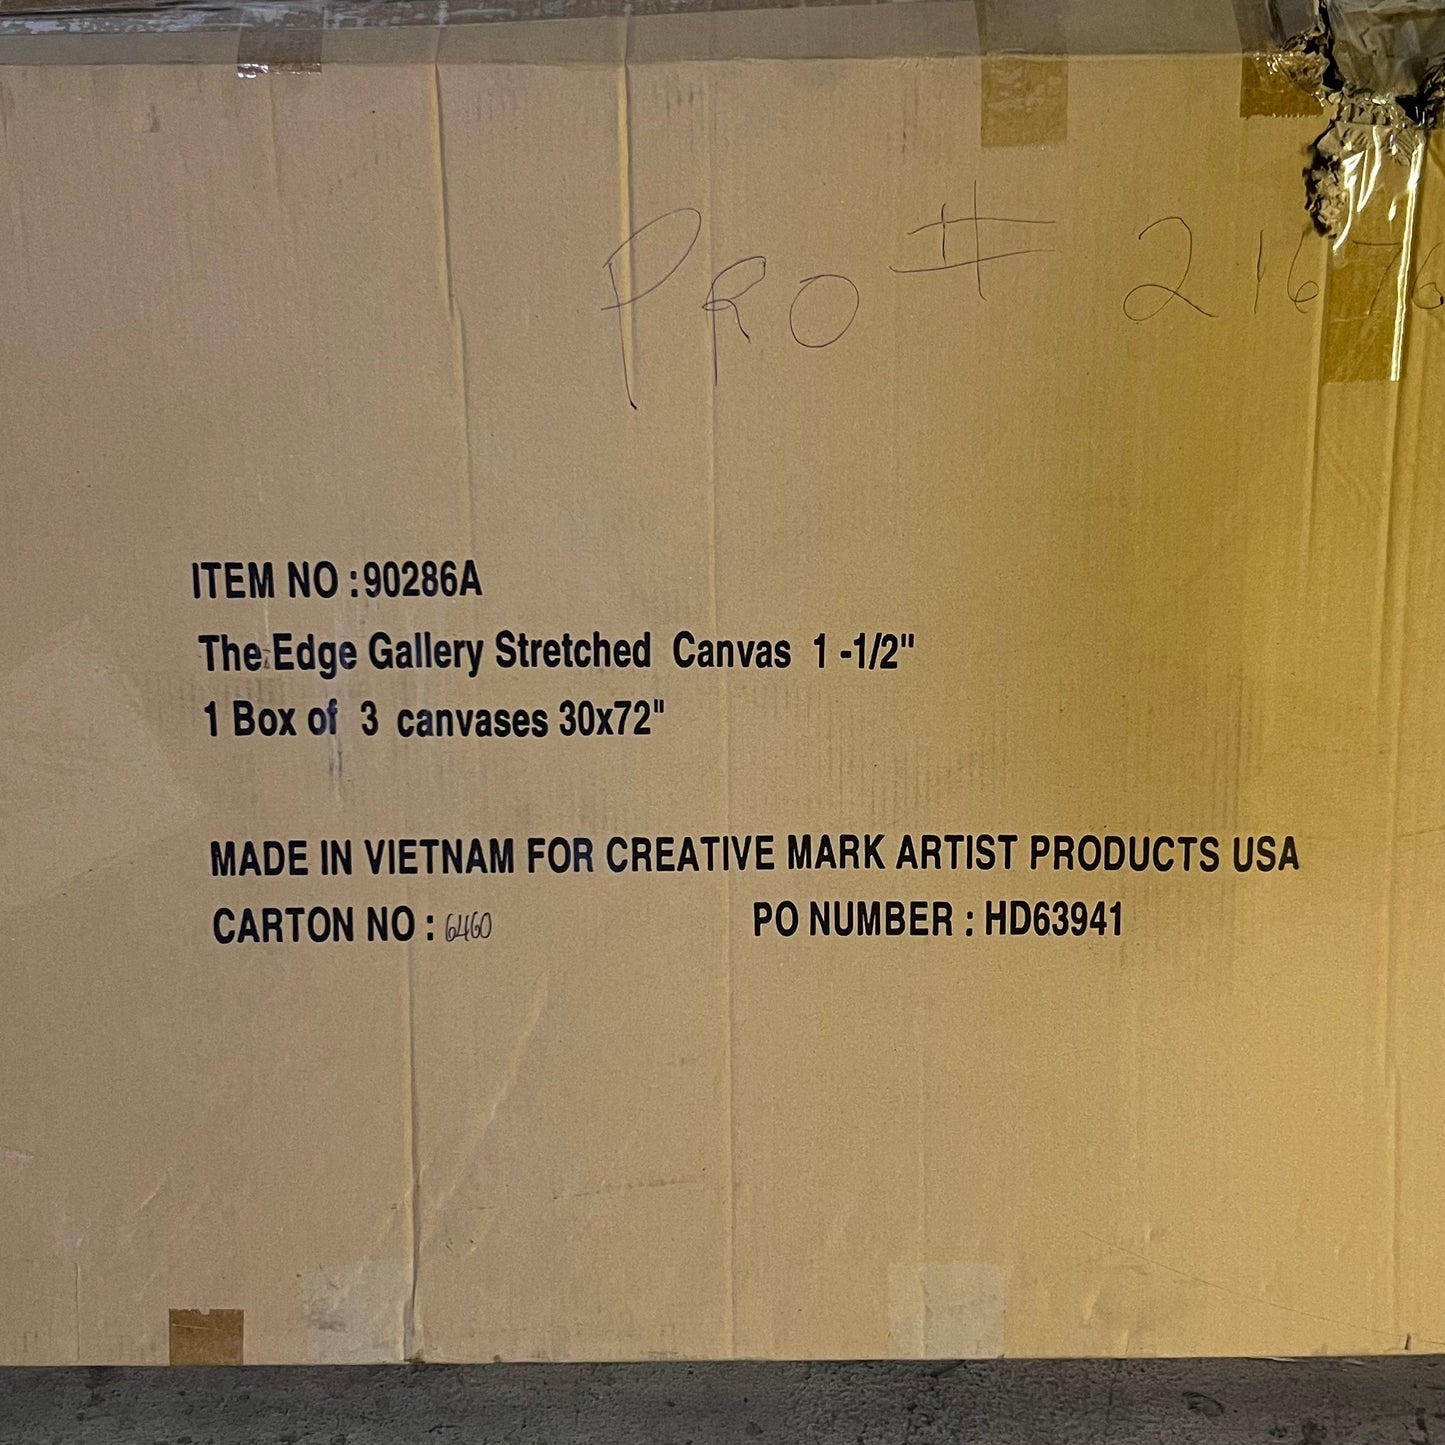 PRO # 21676
ITEM NO :90286A
The Edge Gallery Stretched Canvas 1 -1/2"
1 Box of 3 canvases 30x72"
MADE IN VIETNAM FOR CREATIVE MARK ARTIST PRODUCTS USA
CARTON NO : 6460
PO NUMBER : HD63941